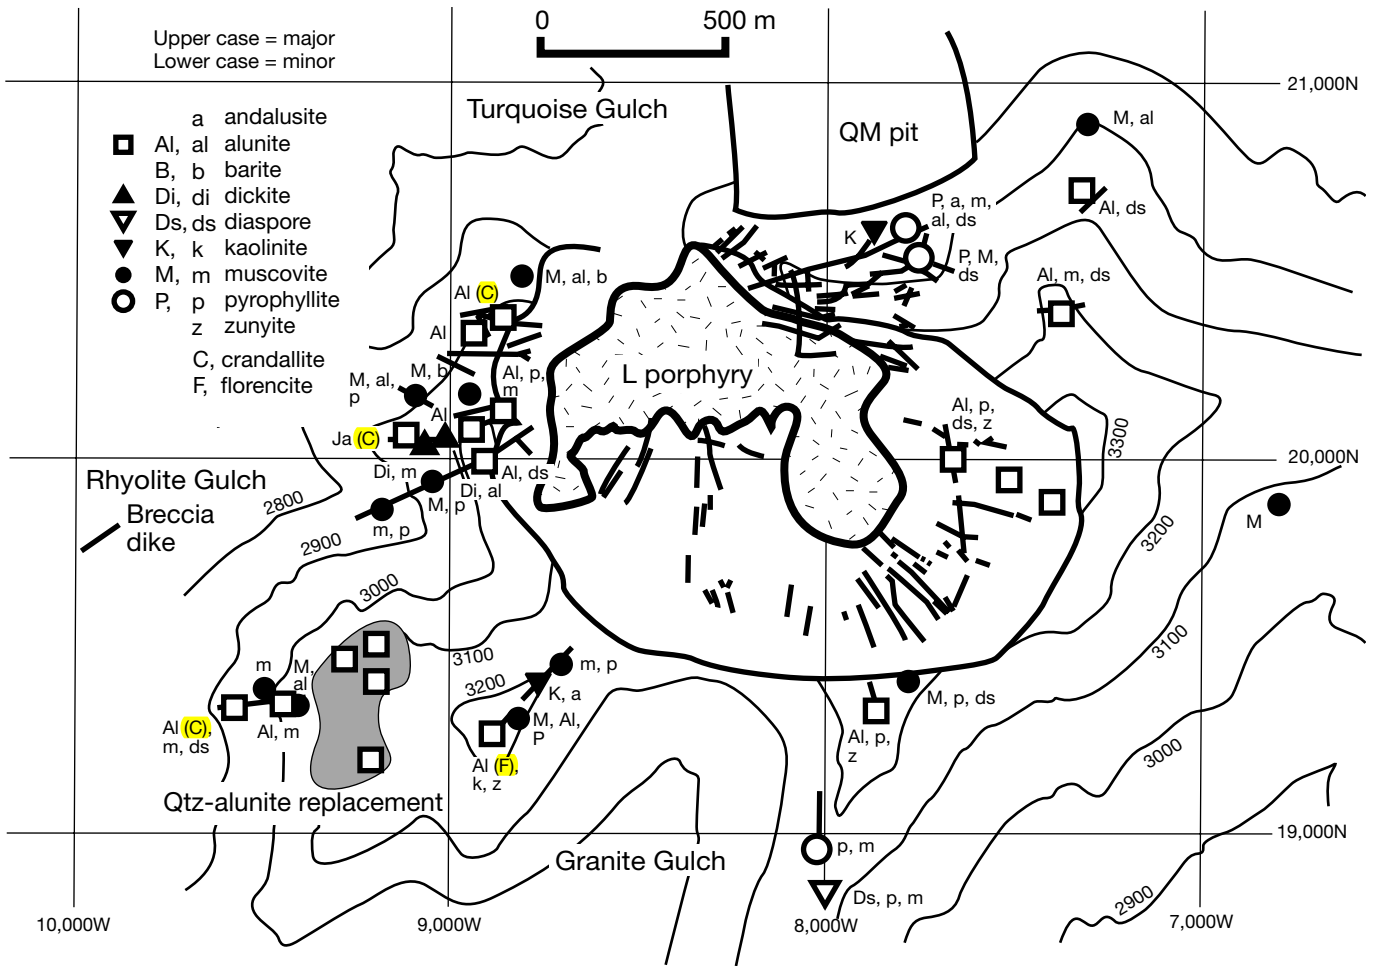 0 500 m
Upper case = major
Lower case = minor
21,000N
a andalusite
Al, al alunite
B, b barite
Di, di dickite
Ds, ds diaspore
K, k kaolinite
M, m muscovite
P, p pyrophyllite
z zunyite
C, crandallite
F, florencite
Turquoise Gulch
QM pit
M, al
Al, ds
P, a, m,
al, ds
K
P, M,
ds
Al, m, ds
M, al, b
Al (C)
Al
M, b
M, al,
p
Al, p,
m
L porphyry
Al
Ja (C)
Al, p,
ds, z
3300
20,000N
Rhyolite Gulch
Di, m
Al, ds
Di, al
M, p
m, p
2800
Breccia
dike
2900
M
3200
3000
3100
3100
3200
m, p
K, a
M, Al,
P
Al (F),
k, z
m
M,
al
Al (C),
m, ds
Al, m
M, p, ds
Al, p,
z
3000
Qtz-alunite replacement
19,000N
Granite Gulch
p, m
Ds, p, m
2900
10,000W
9,000W
8,000W
7,000W